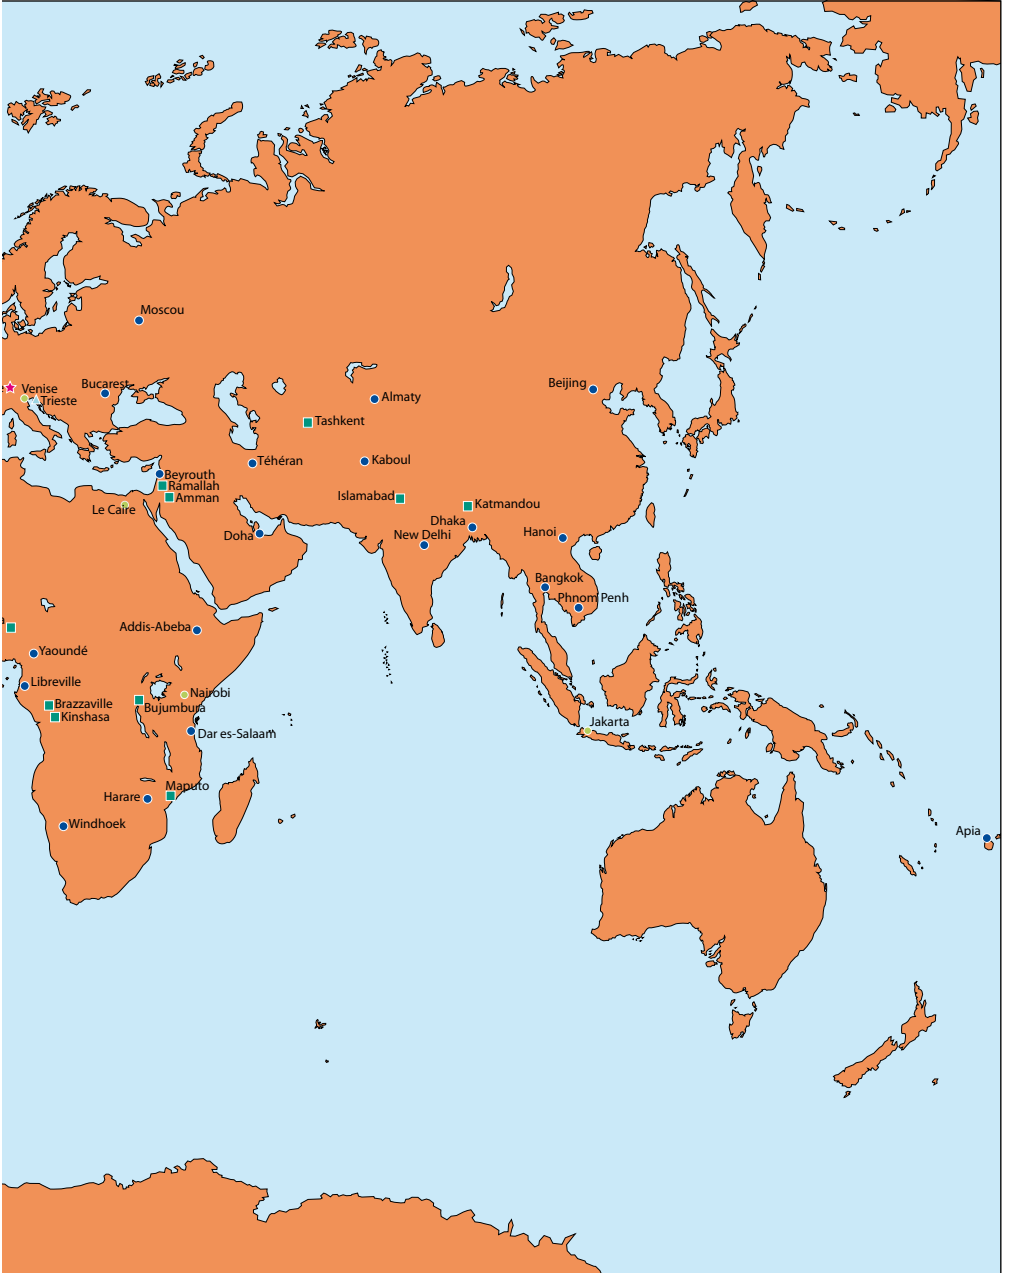 Moscou
Beijing
Bucarest
Venise
Trieste
Almaty
Tashkent
Téhéran
Kaboul
Beyrouth
Ramallah
Amman
Islamabad
Katmandou
Le Caire
Dhaka
Doha
New Delhi
Hanoi
Bangkok
Phnom Penh
Addis-Abeba
Yaoundé
Libreville
Nairobi
Brazzaville
Bujumbura
Kinshasa
Jakarta
Dar es-Salaam
Maputo
Harare
Windhoek
Apia